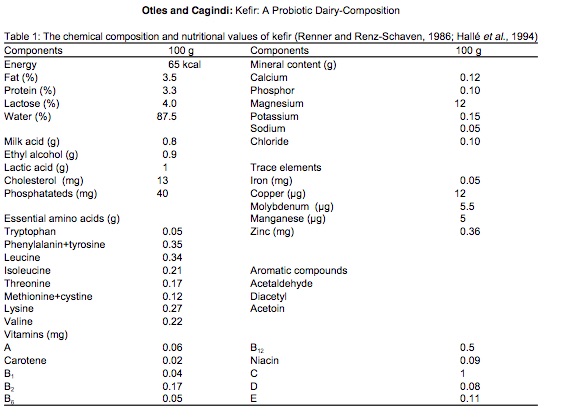 Otles and Cagindi: Kefir: A Probiotic Dairy-Composition
Table 1: The chemical composition and nutritional values of kefir (Renner and Renz-Schaven, 1986; Hallé et al., 1994)
Components 100 g Components 100 g
Energy 65 kcal Mineral content (g)
Fat (%) 3.5 Calcium 0.12
Protein (%) 3.3 Phosphor 0.10
Lactose (%) 4.0 Magnesium 12
Water (%) 87.5 Potassium 0.15
Sodium 0.05
Milk acid (g) 0.8 Chloride 0.10
Ethyl alcohol (g) 0.9
Lactic acid (g) 1 Trace elements
Cholesterol (mg) 13 Iron (mg) 0.05
Phosphatateds (mg) 40 Copper (µg) 12
Molybdenum (µg) 5.5
Essential amino acids (g) Manganese (µg) 5
Tryptophan 0.05 Zinc (mg) 0.36
Phenylalanin+tyrosine 0.35
Leucine 0.34
Isoleucine 0.21 Aromatic compounds
Threonine 0.17 Acetaldehyde
Methionine+cystine 0.12 Diacetyl
Lysine 0.27 Acetoin
Valine 0.22
Vitamins (mg)
A 0.06 B12 0.5
Carotene 0.02 Niacin 0.09
B1 0.04 C 1
B2 0.17 D 0.08
B6 0.05 E 0.11